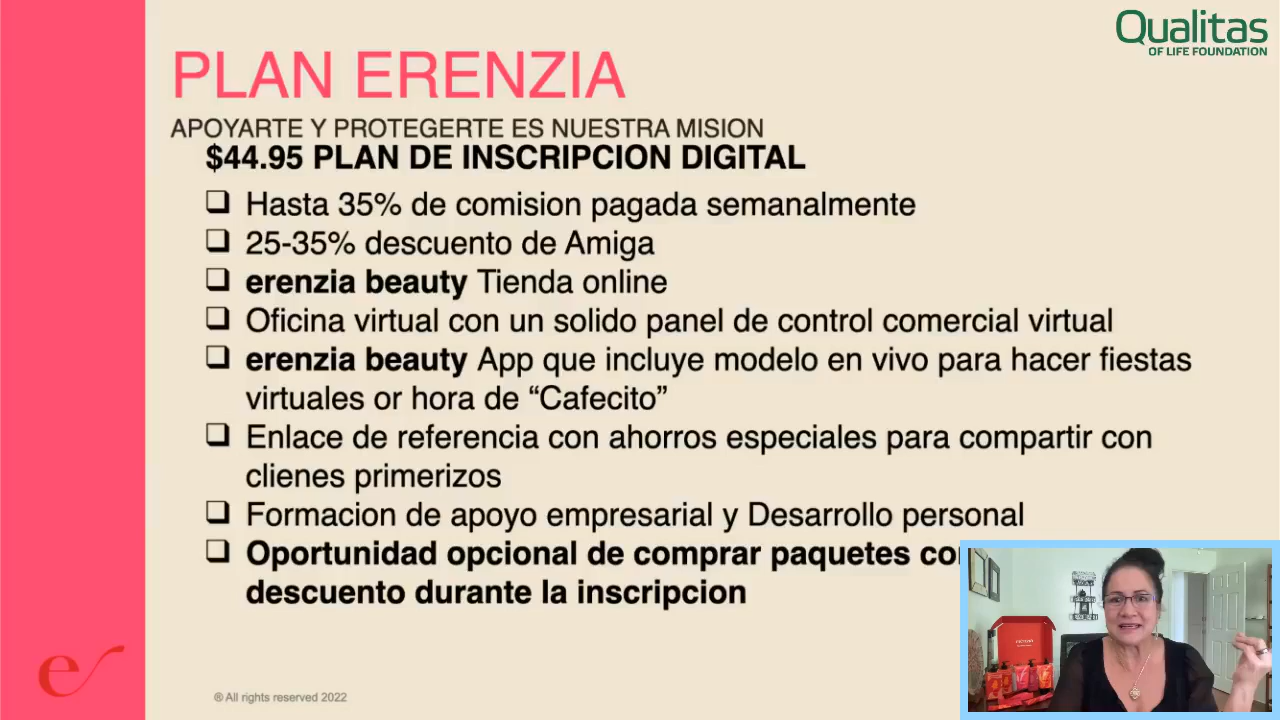 Qualitas
OF LIFE FOUNDATION
PLAN ERENZIA
APOYARTE Y PROTEGERTE ES NUESTRA MISION
$44.95 PLAN DE INSCRIPCION DIGITAL
Hasta 35% de comision pagada semanalmente
25-35% descuento de Amiga
erenzia beauty Tienda online
Oficina virtual con un solido panel de control comercial virtual
erenzia beauty App que incluye modelo en vivo para hacer fiestas
virtuales or hora de “Cafecito”
Enlace de referencia con ahorros especiales para compartir con
clienes primerizos
Formacion de apoyo empresarial y Desarrollo personal
Oportunidad opcional de comprar paquetes
descuento durante la inscripcion
e
® All rights reserved 2022